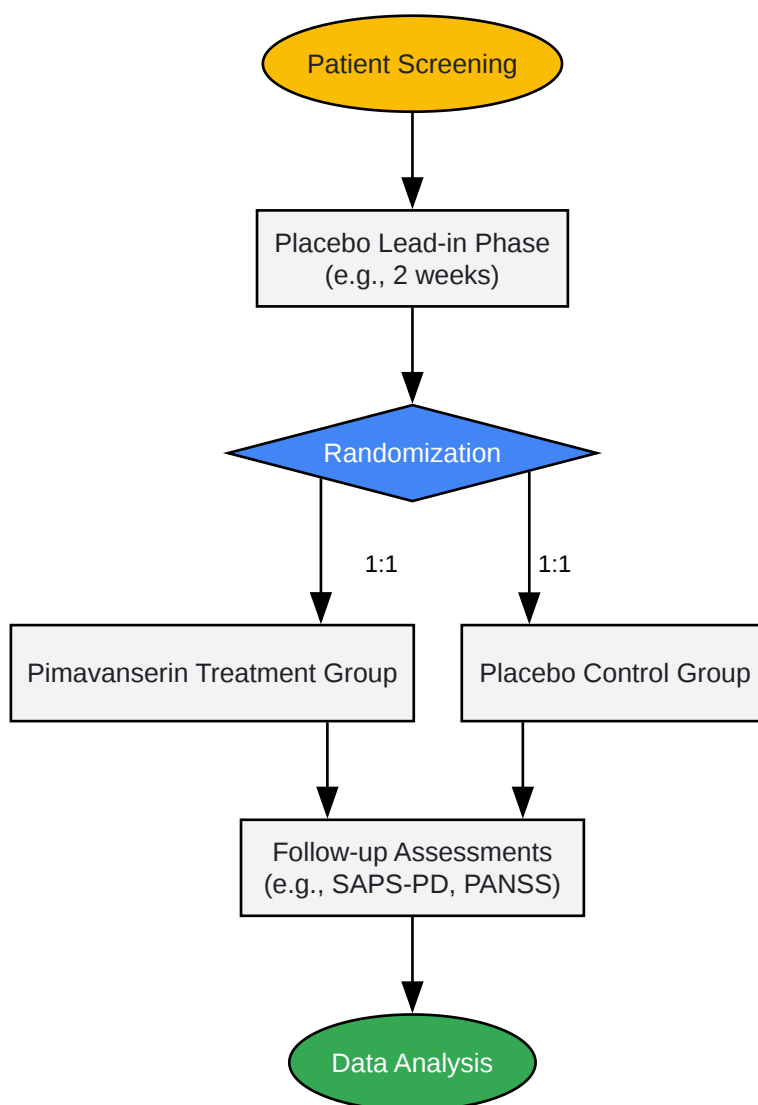 Patient Screening
Placebo Lead-in Phase
(e.g., 2 weeks)
Randomization
1:1
1:1
Pimavanserin Treatment Group
Placebo Control Group
Follow-up Assessments
(e.g., SAPS-PD, PANSS)
Data Analysis